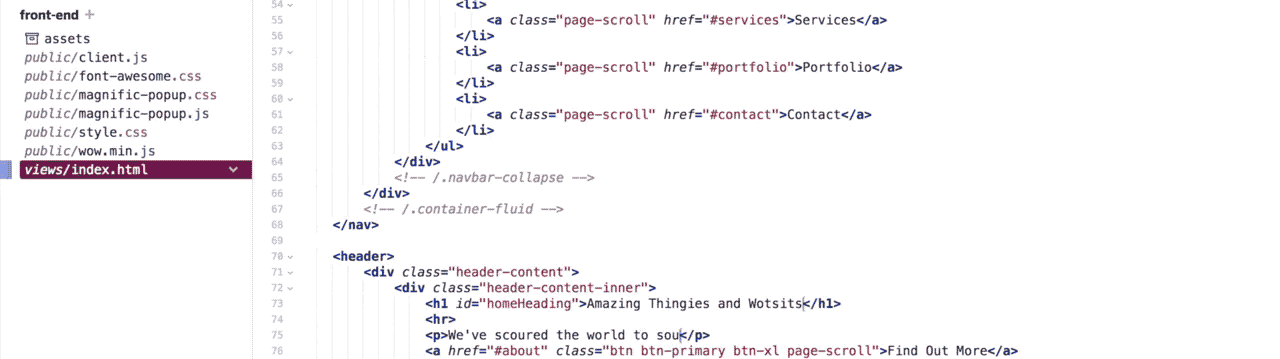 front-end +
assets
public/client.js
public/font-awesome.css
public/magnific-popup.css
public/magnific-popup.js
public/style.css
public/wow.min.js
views/index.html
54 <li>
55 <a class="page-scroll" href="#services">Services</a>
56 </li>
57 <li>
58 <a class="page-scroll" href="#portfolio">Portfolio</a>
59 </li>
60 <li>
61 <a class="page-scroll" href="#contact">Contact</a>
62 </li>
63 </ul>
64 </div>
65 <!-- /.navbar-collapse -->
66 </div>
67 <!-- /.container-fluid -->
68 </nav>
69
70 <header>
71 <div class="header-content">
72 <div class="header-content-inner">
73 <h1 id="homeHeading">Amazing Thingies and Wotsits</h1>
74 <hr>
75 <p>We've scoured the world to sou</p>
76 <a href="#about" class="btn btn-primary btn-xl page-scroll">Find Out More</a>